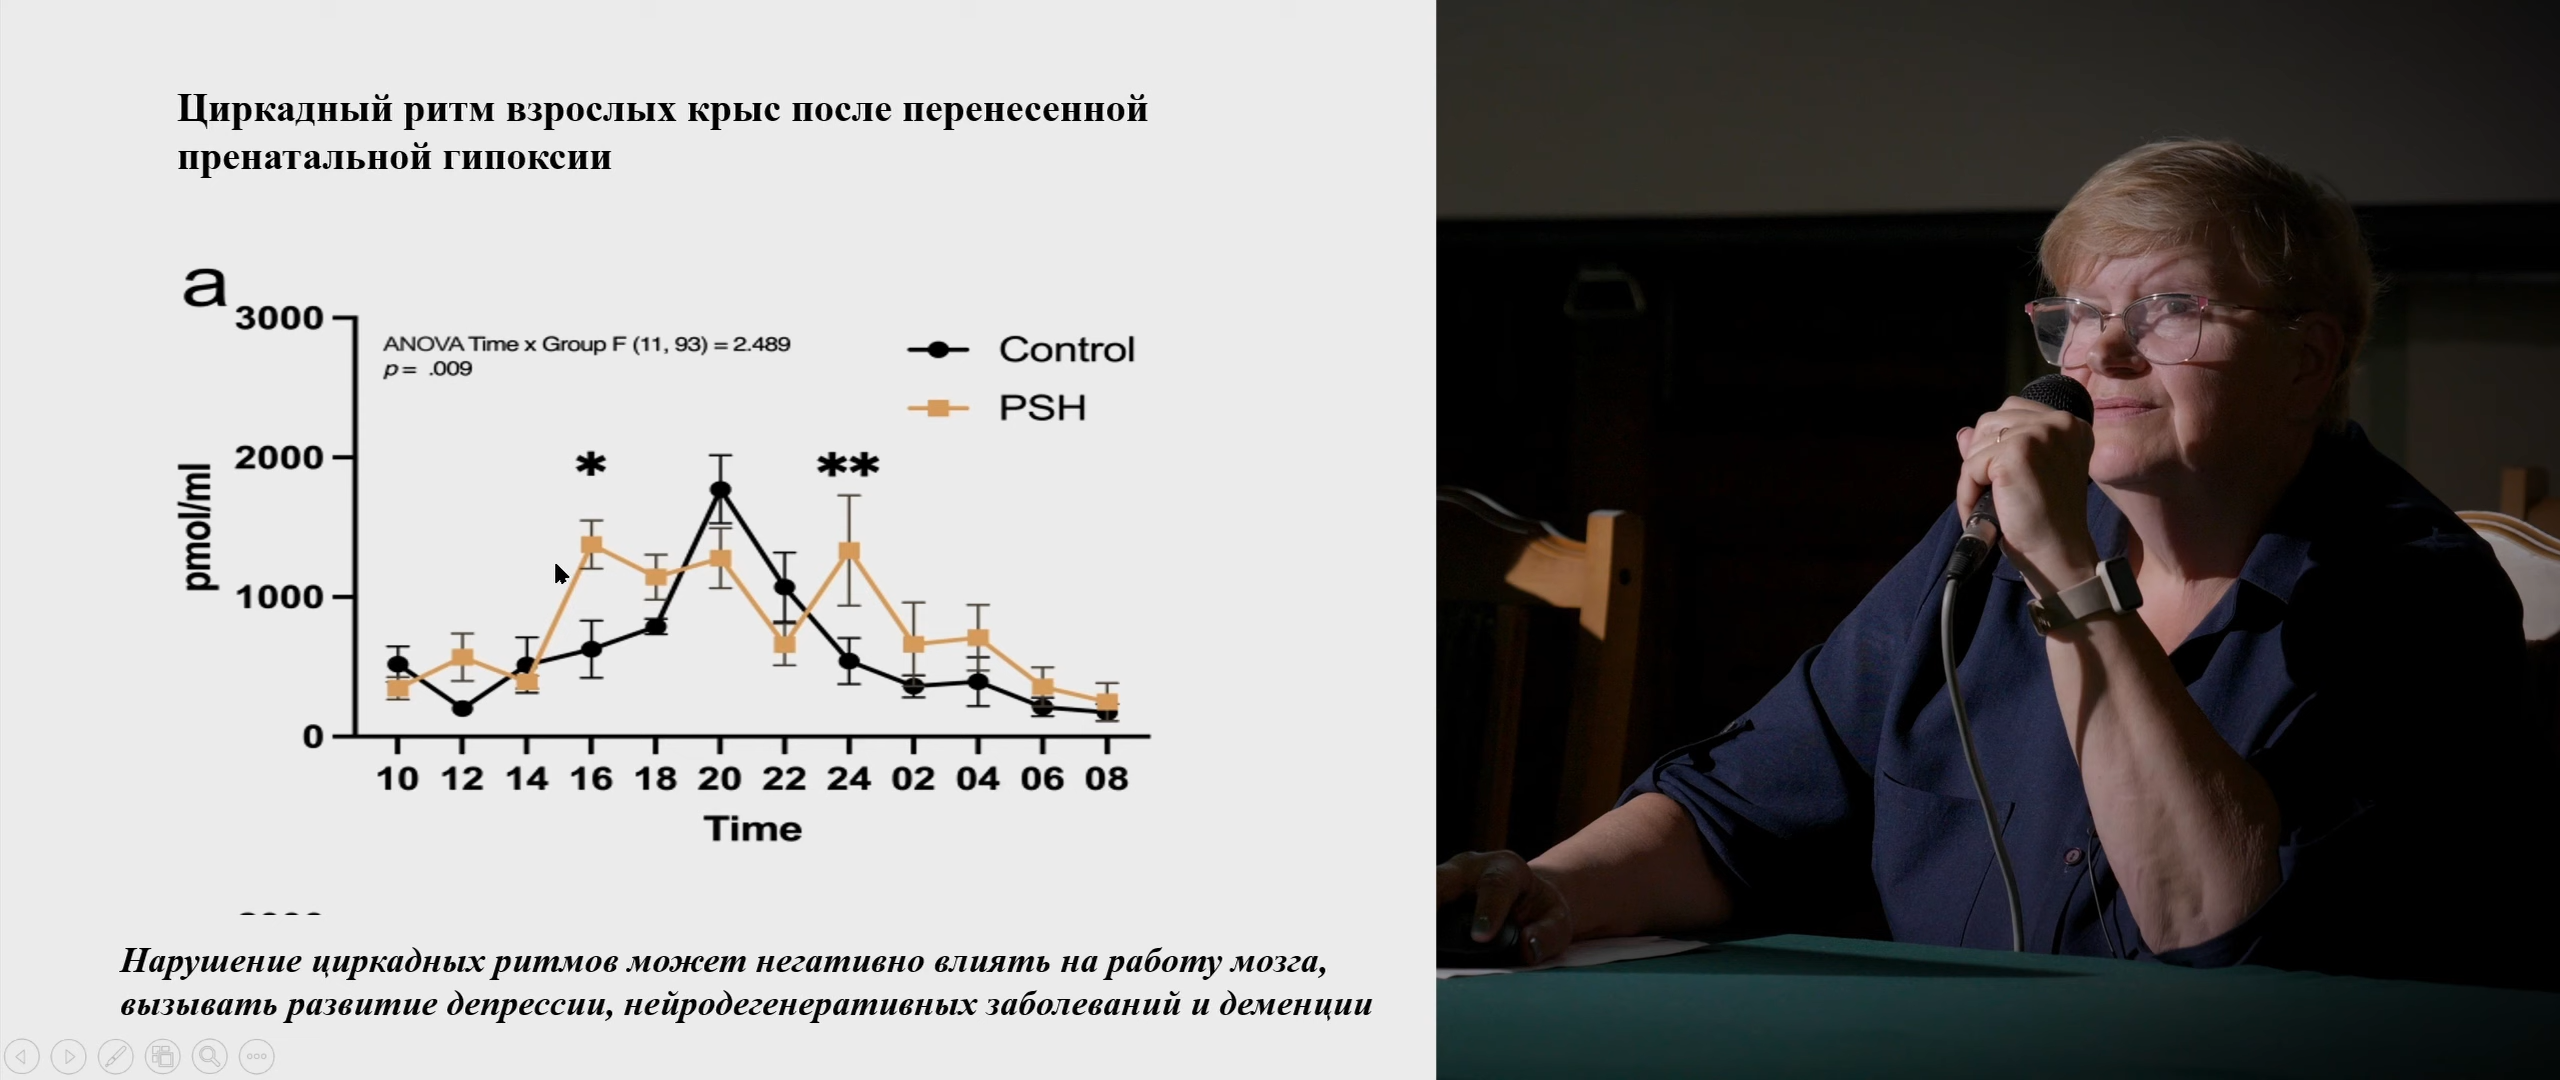 Циркадный ритм взрослых крыс после перенесенной
пренатальной гипоксии
a
3000
ANOVA Time x Group F (11, 93) = 2.489
p = .009
Control
PSH
2000
*
**
pmol/ml
1000
0
10 12 14 16 18 20 22 24 02 04 06 08
Time
Нарушение циркадных ритмов может негативно влиять на работу мозга,
вызывать развитие депрессии, нейродегенеративных заболеваний и деменции